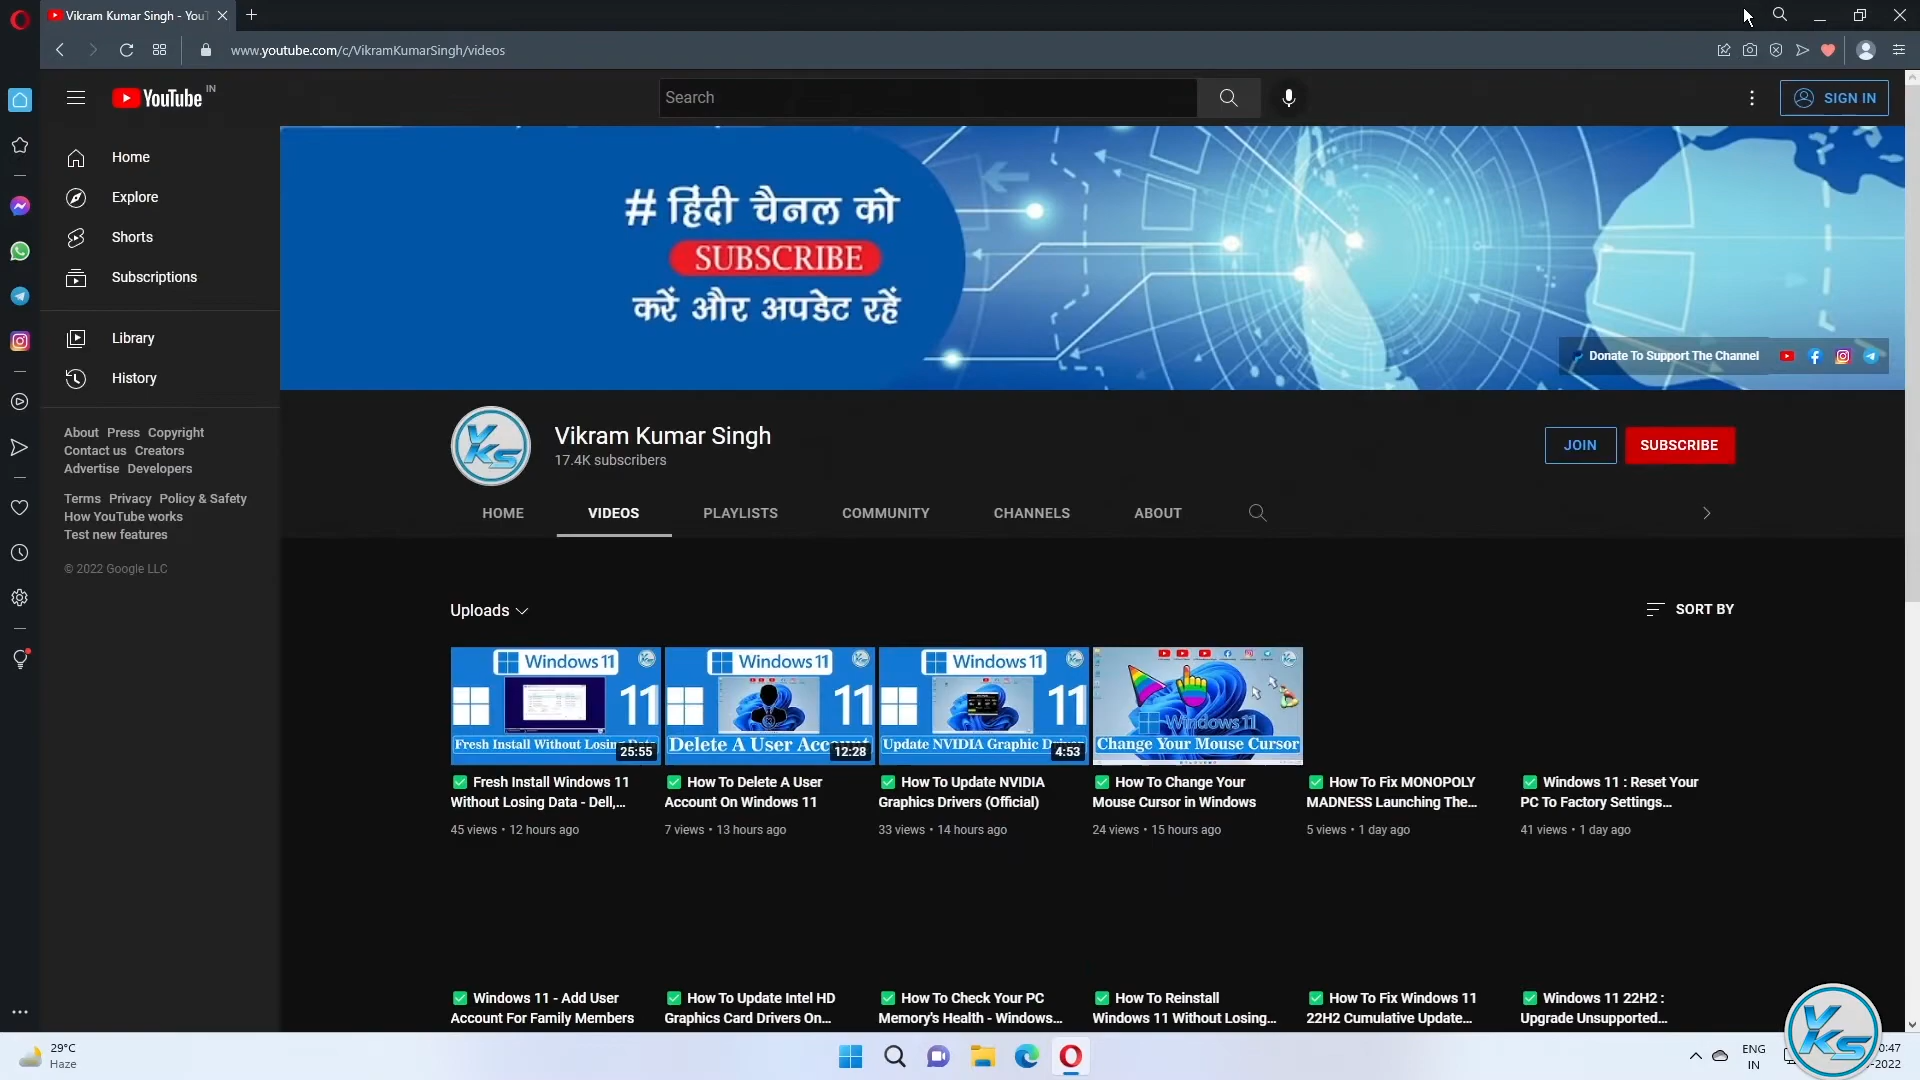 Vikram Kumar Singh - YouT
www.youtube.com/c/VikramKumarSingh/videos
YouTube IN
Search
SIGN IN
Home
Explore
Shorts
Subscriptions
Library
History
About Press Copyright
Contact us Creators
Advertise Developers
Terms Privacy Policy & Safety
How YouTube works
Test new features
© 2022 Google LLC
# हिंदी चैनल को
SUBSCRIBE
करें और अपडेट रहें
Donate To Support The Channel
YKS
Vikram Kumar Singh
17.4K subscribers
JOIN
SUBSCRIBE
HOME
VIDEOS
PLAYLISTS
COMMUNITY
CHANNELS
ABOUT
Uploads
SORT BY
Windows 11
11
Fresh Install Without Losing
25:55
Windows 11
11
Delete A User
12:28
Windows 11
11
Update NVIDIA Graphic
4:53
Windows 11
Change Your Mouse Cursor
✅ Fresh Install Windows 11
Without Losing Data - Dell,...
45 views • 12 hours ago
✅ How To Delete A User
Account On Windows 11
7 views • 13 hours ago
✅ How To Update NVIDIA
Graphics Drivers (Official)
33 views • 14 hours ago
✅ How To Change Your
Mouse Cursor in Windows
24 views • 15 hours ago
✅ How To Fix MONOPOLY
MADNESS Launching The...
5 views • 1 day ago
✅ Windows 11 : Reset Your
PC To Factory Settings...
41 views • 1 day ago
✅ Windows 11 - Add User
Account For Family Members
✅ How To Update Intel HD
Graphics Card Drivers On...
✅ How To Check Your PC
Memory's Health - Windows...
✅ How To Reinstall
Windows 11 Without Losing...
✅ How To Fix Windows 11
22H2 Cumulative Update...
✅ Windows 11 22H2 :
Upgrade Unsupported...
29°C
Haze
ENG
IN
0:47
-2022
YKS